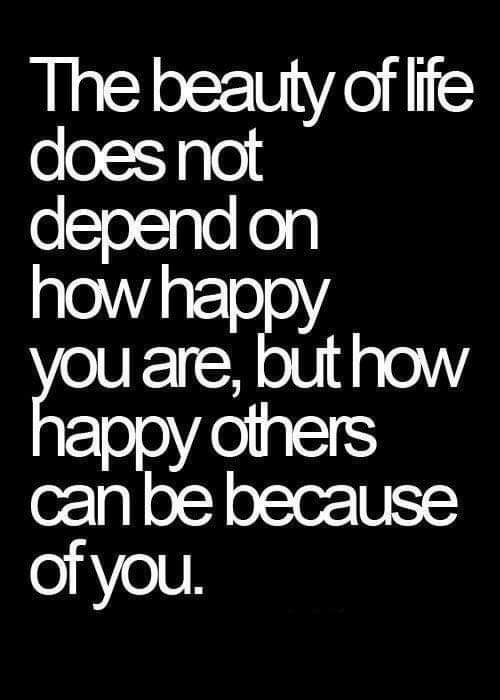 The beauty of life
does not
depend on
how happy
you are, but how
happy others
can be because
of you.